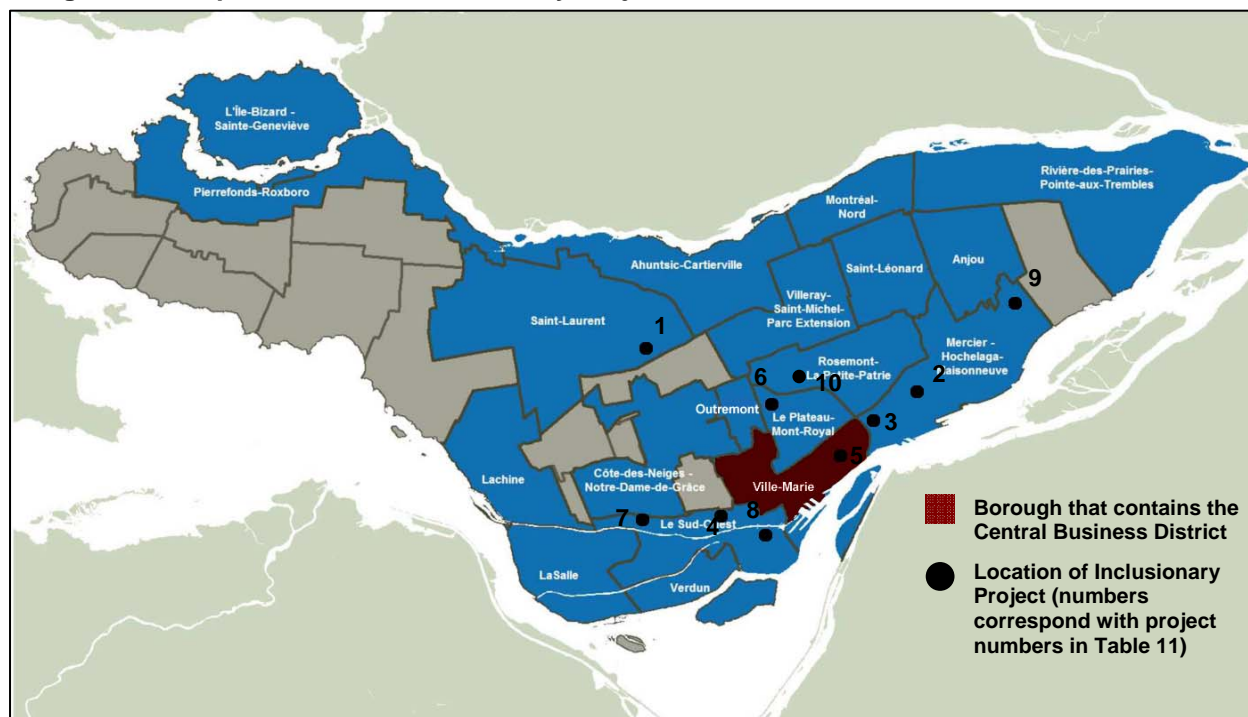 L'Île-Bizard -
Sainte-Geneviève
Pierrefonds-Roxboro
Rivière-des-Prairies-
Pointe-aux-Trembles
Montréal-
Nord
Ahuntsic-Cartierville
Saint-Léonard
Anjou
9
Villeray-
Saint-Michel-
Parc Extension
Saint-Laurent
1
Mercier -
Hochelaga-
Maisonneuve
Rosemont-
La Petite-Patrie
2
6
10
Outremont
Le Plateau-
Mont-Royal
3
5
Lachine
Côte-des-Neiges -
Notre-Dame-de-Grâce
Ville-Marie
7
4
Le Sud-Ouest
8
LaSalle
Verdun
Borough that contains the
Central Business District
Location of Inclusionary
Project (numbers
correspond with project
numbers in Table 11)